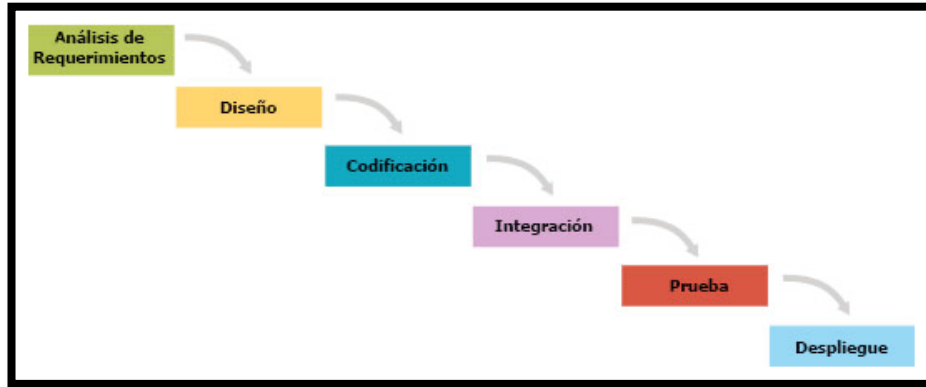 Análisis de
Requerimientos
Diseño
Codificación
Integración
Prueba
Despliegue